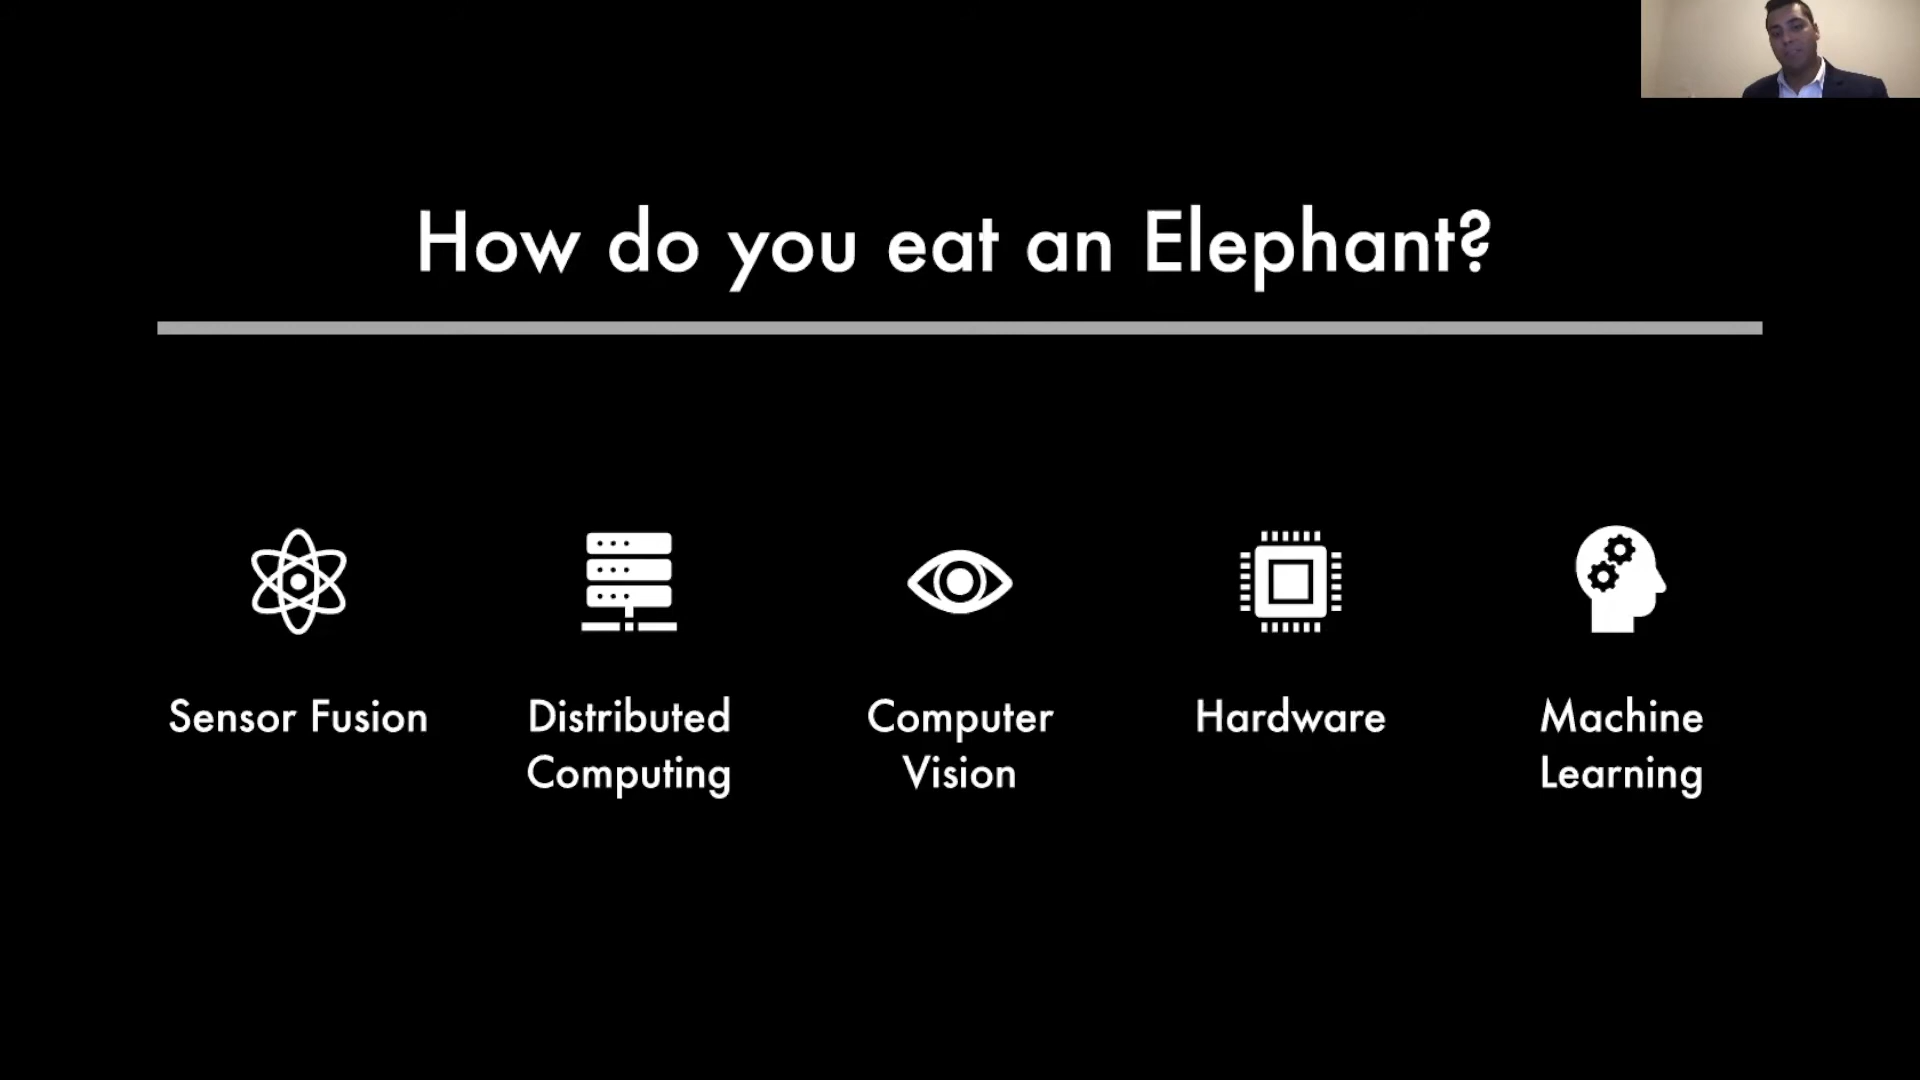 How do you eat an Elephant?
Sensor Fusion
Distributed
Computing
Computer
Vision
Hardware
Machine
Learning